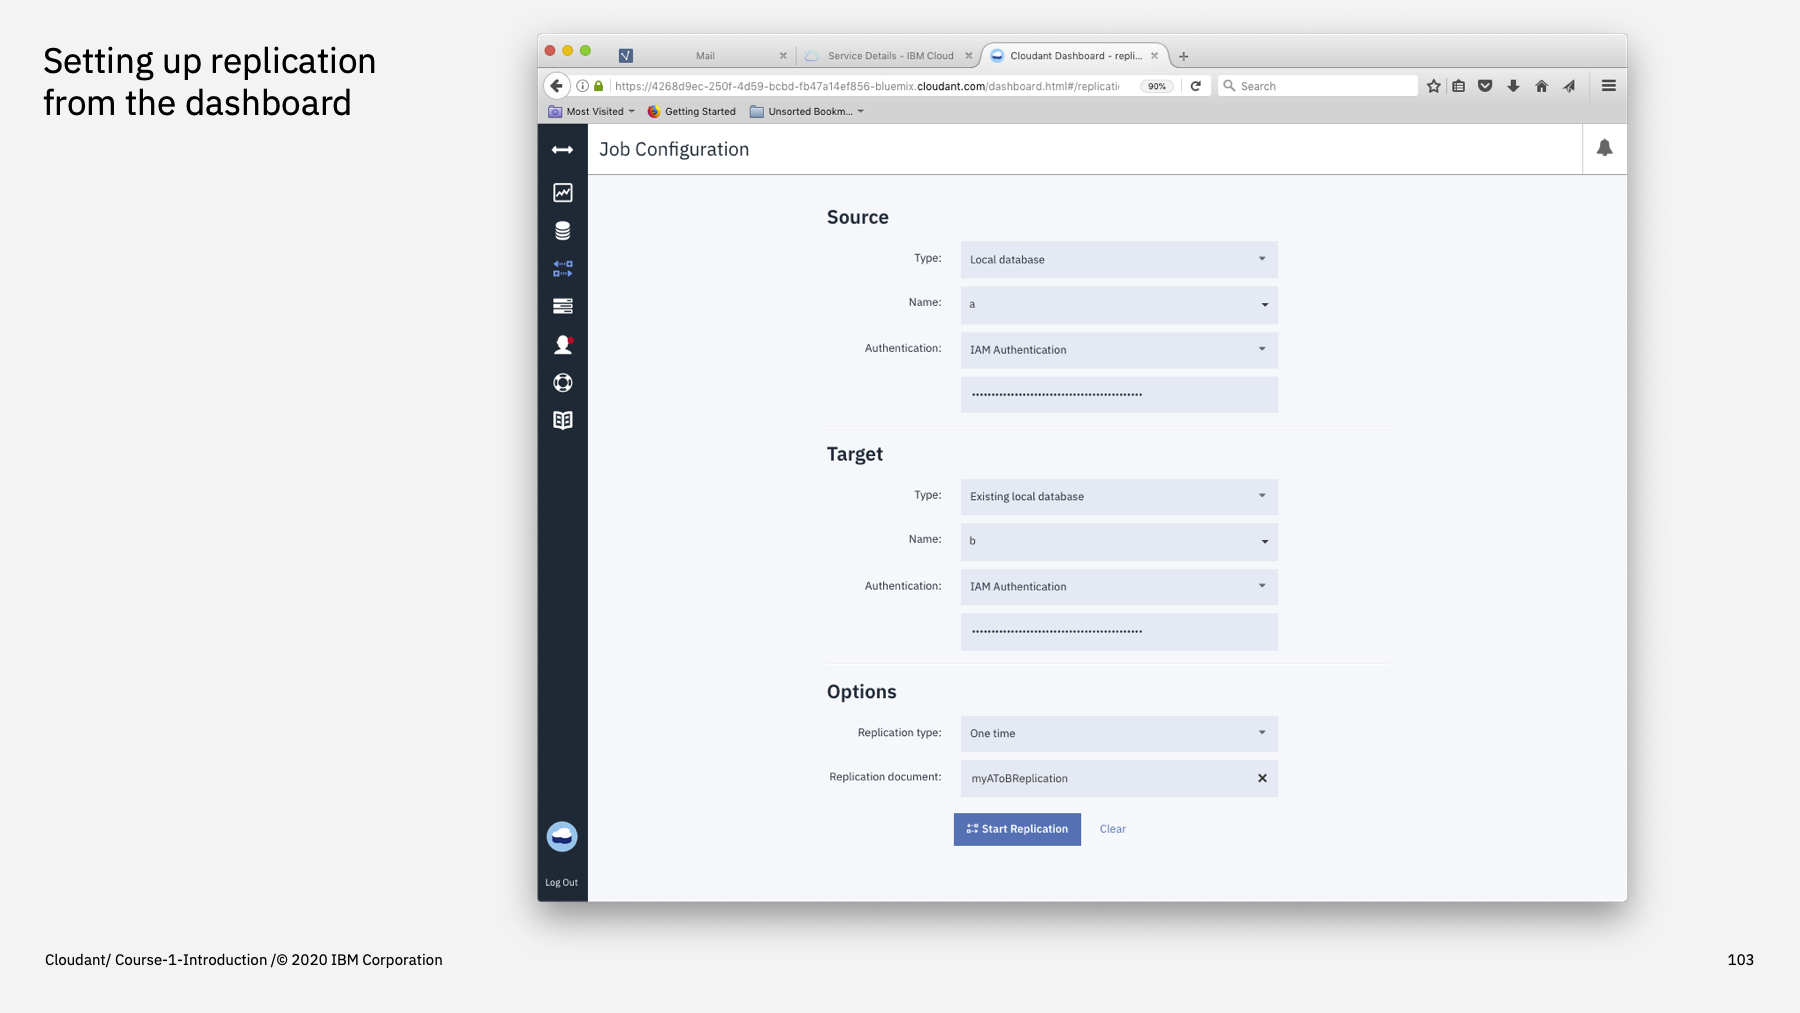 Setting up replication
from the dashboard
Mail
Service Details - IBM Cloud
Cloudant Dashboard - repli...
https://4268d9ec-250f-4d59-bcbd-fb47a14ef856-bluemix.cloudant.com/dashboard.html#/replicati
90%
Search
Most Visited
Getting Started
Unsorted Bookm...
Job Configuration
Source
Type:
Local database
Name:
a
Authentication:
IAM Authentication
Target
Type:
Existing local database
Name:
b
Authentication:
IAM Authentication
Options
Replication type:
One time
Replication document:
myAToBReplication
Start Replication
Clear
Log Out
Cloudant/ Course-1-Introduction /© 2020 IBM Corporation
103